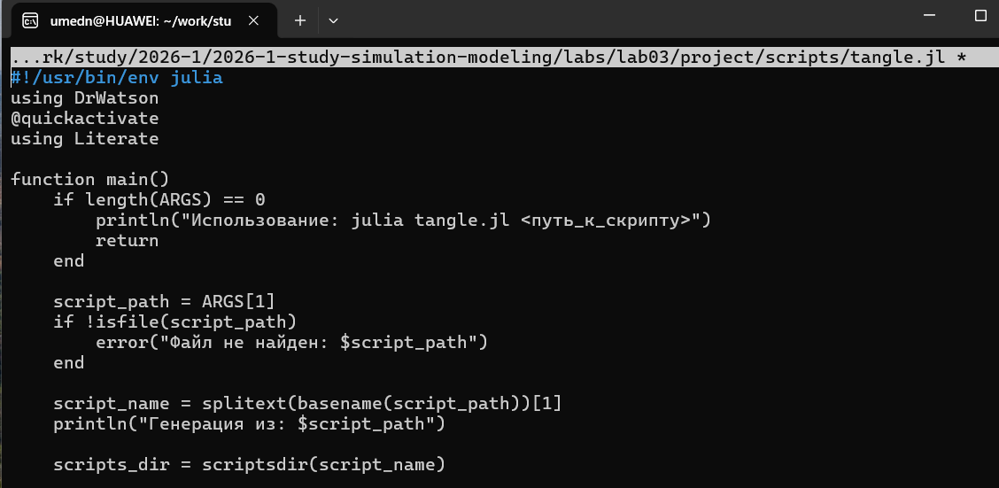 umedn@HUAWEI: ~/work/stu
...rk/study/2026-1/2026-1-study-simulation-modeling/labs/lab03/project/scripts/tangle.jl *
#!/usr/bin/env julia
using DrWatson
@quickactivate
using Literate

function main()
    if length(ARGS) == 0
        println("Использование: julia tangle.jl <путь_к_скрипту>")
        return
    end

    script_path = ARGS[1]
    if !isfile(script_path)
        error("Файл не найден: $script_path")
    end

    script_name = splitext(basename(script_path))[1]
    println("Генерация из: $script_path")

    scripts_dir = scriptsdir(script_name)